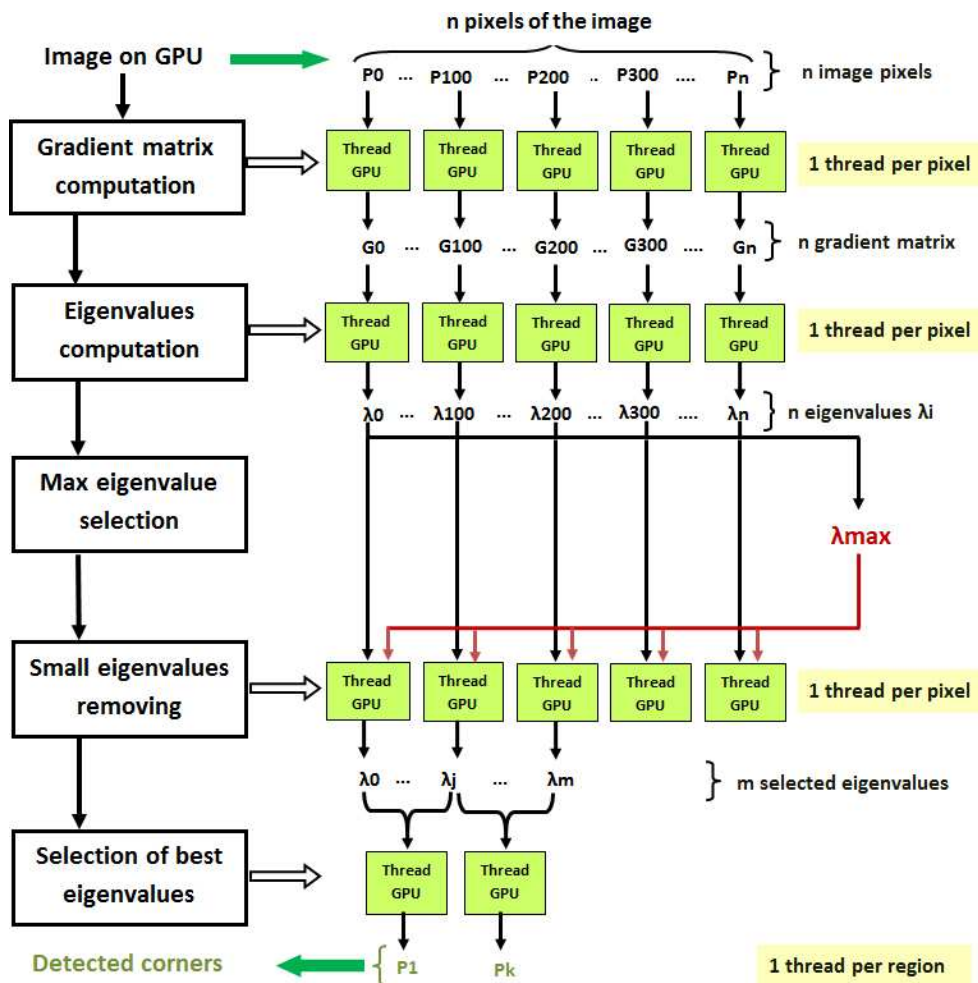 n pixels of the image
Image on GPU
P0 ... P100 ... P200 .. P300 .... Pn
n image pixels
Gradient matrix
computation
Thread
GPU
Thread
GPU
Thread
GPU
Thread
GPU
Thread
GPU
1 thread per pixel
G0 ... G100 ... G200 ... G300 .... Gn
n gradient matrix
Eigenvalues
computation
Thread
GPU
Thread
GPU
Thread
GPU
Thread
GPU
Thread
GPU
1 thread per pixel
λ0 ... λ100 ... λ200 ... λ300 .... λn
n eigenvalues λi
Max eigenvalue
selection
λmax
Small eigenvalues
removing
Thread
GPU
Thread
GPU
Thread
GPU
Thread
GPU
Thread
GPU
1 thread per pixel
λ0 ... λj ... λm
m selected eigenvalues
Selection of best
eigenvalues
Thread
GPU
Thread
GPU
Detected corners
P1 Pk
1 thread per region